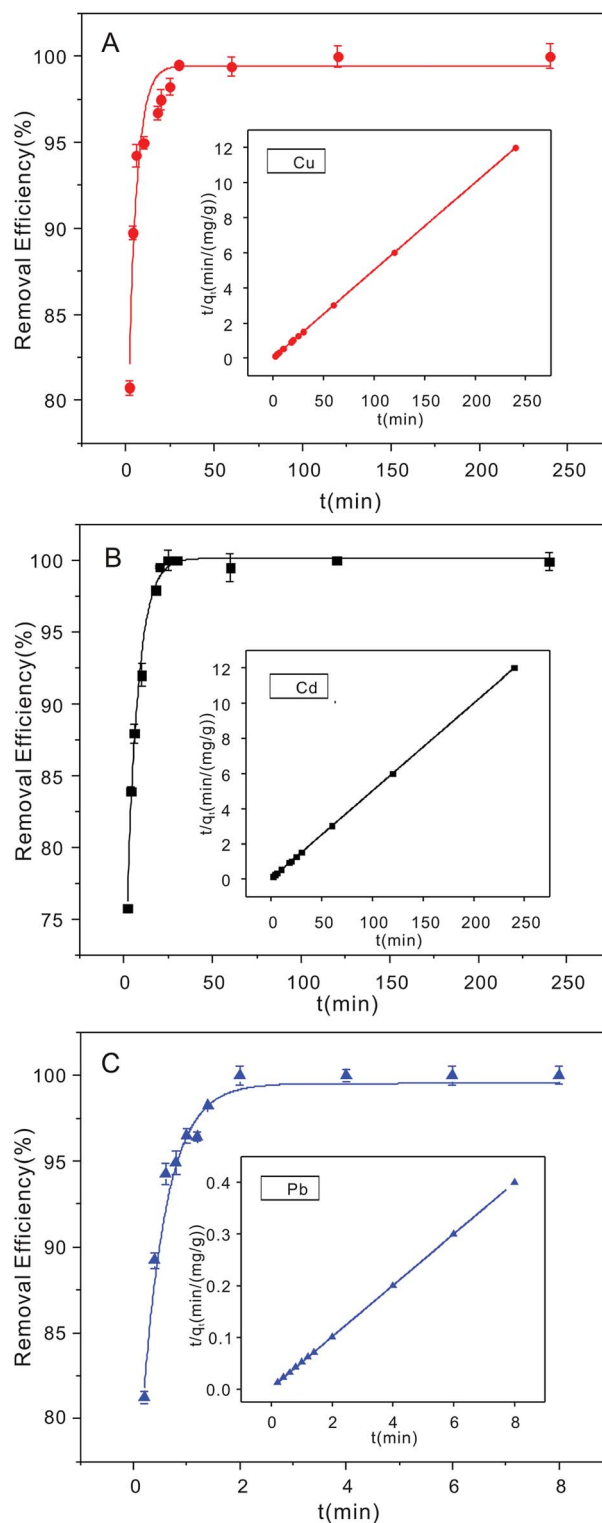 A
Removal Efficiency(%)
100
95
90
85
80
0 50 100 150 200 250
t(min)
Cu
t/qt(min/(mg/g))
12
10
8
6
4
2
0
0 50 100 150 200 250
t(min)
B
Removal Efficiency(%)
100
95
90
85
80
75
0 50 100 150 200 250
t(min)
Cd
t/qt(min/(mg/g))
12
10
8
6
4
2
0
0 50 100 150 200 250
t(min)
C
Removal Efficiency(%)
100
95
90
85
80
0 2 4 6 8
t(min)
Pb
t/qt(min/(mg/g))
0.4
0.3
0.2
0.1
0.0
0 2 4 6 8
t(min)